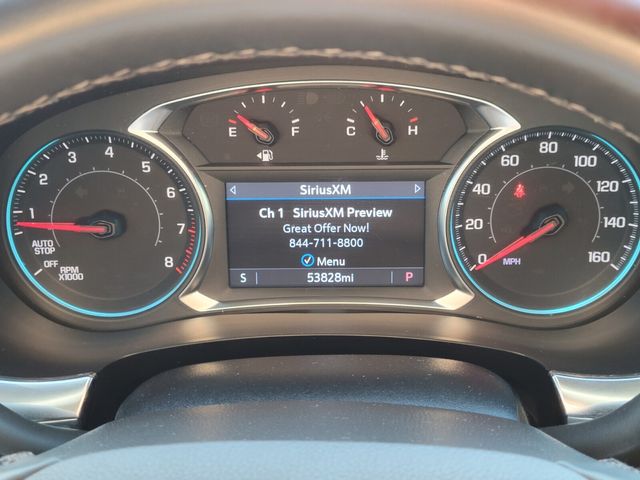 E F
C H
1 2 3 4 5 6 7 8
AUTO
STOP
OFF
RPM
X1000
SiriusXM
Ch 1 SiriusXM Preview
Great Offer Now!
844-711-8800
Menu
S 53828mi P
0 20 40 60 80 100 120 140 160
MPH